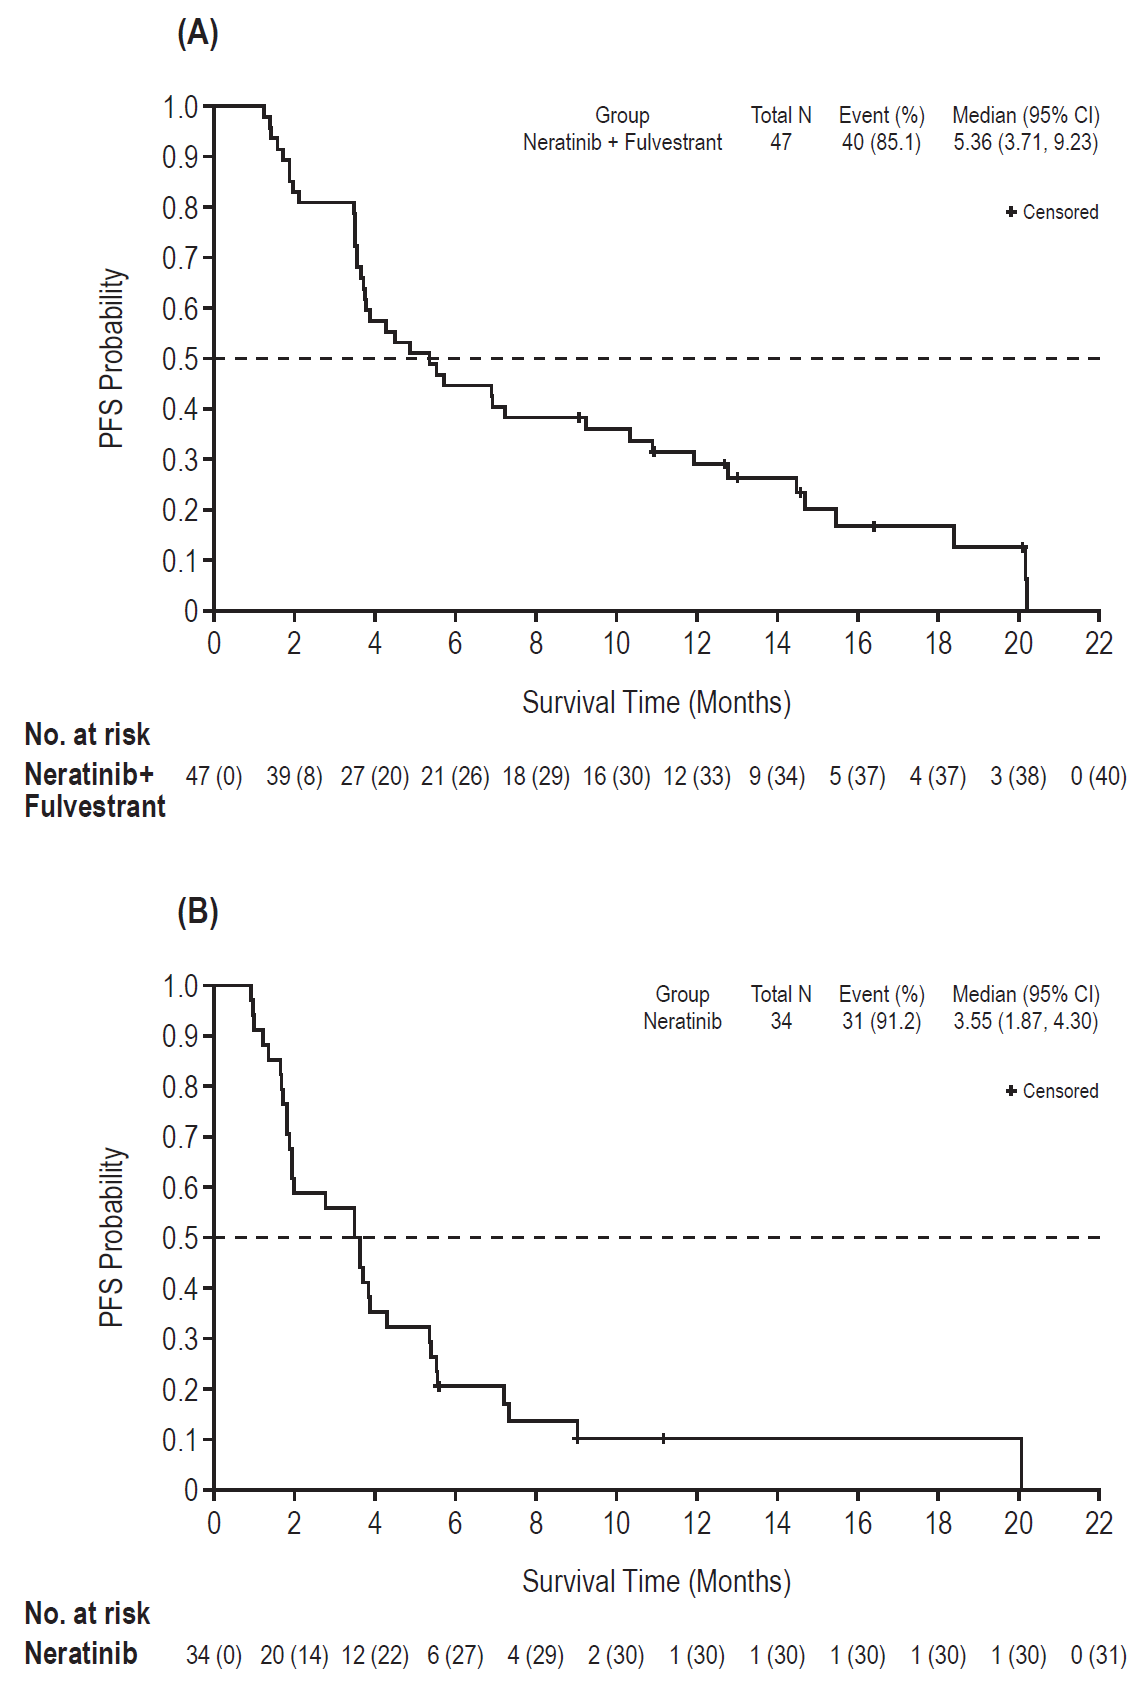 (A)
Group Total N Event (%) Median (95% CI)
Neratinib + Fulvestrant 47 40 (85.1) 5.36 (3.71, 9.23)
Censored
PFS Probability
1.0
0.9
0.8
0.7
0.6
0.5
0.4
0.3
0.2
0.1
0
0 2 4 6 8 10 12 14 16 18 20 22
Survival Time (Months)
No. at risk
Neratinib+ 47 (0) 39 (8) 27 (20) 21 (26) 18 (29) 16 (30) 12 (33) 9 (34) 5 (37) 4 (37) 3 (38) 0 (40)
Fulvestrant
(B)
Group Total N Event (%) Median (95% CI)
Neratinib 34 31 (91.2) 3.55 (1.87, 4.30)
Censored
PFS Probability
1.0
0.9
0.8
0.7
0.6
0.5
0.4
0.3
0.2
0.1
0
0 2 4 6 8 10 12 14 16 18 20 22
Survival Time (Months)
No. at risk
Neratinib 34 (0) 20 (14) 12 (22) 6 (27) 4 (29) 2 (30) 1 (30) 1 (30) 1 (30) 1 (30) 1 (30) 0 (31)